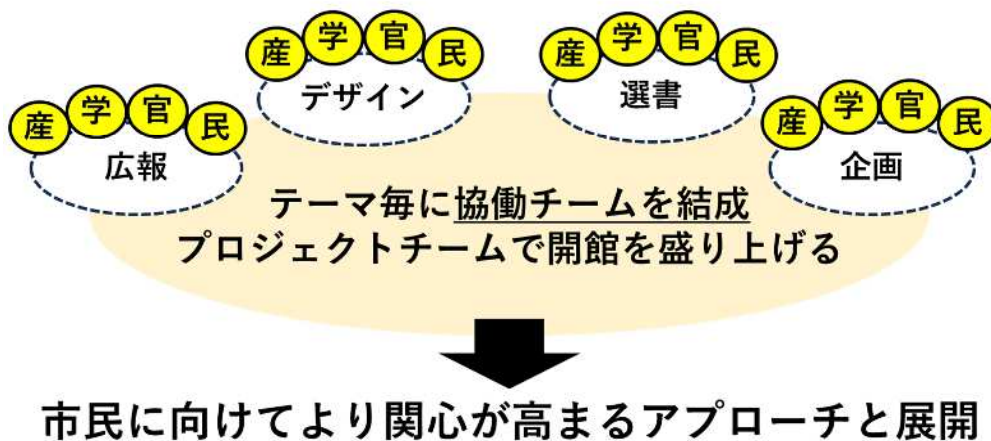 産 学 官 民
デザイン
産 学 官 民
選書
産 学 官 民
広報
産 学 官 民
企画
テーマ毎に協働チームを結成
プロジェクトチームで開館を盛り上げる
市民に向けてより関心が高まるアプローチと展開